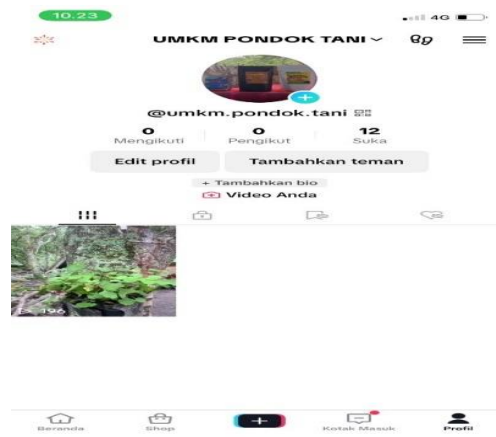 10.23
4G
UMKM PONDOK TANI
@umkm.pondok.tani
0 0 12
Mengikuti Pengikut Suka
Edit profil Tambahkan teman
+ Tambahkan bio
Video Anda
196
Beranda Shop Kotak Masuk Profil